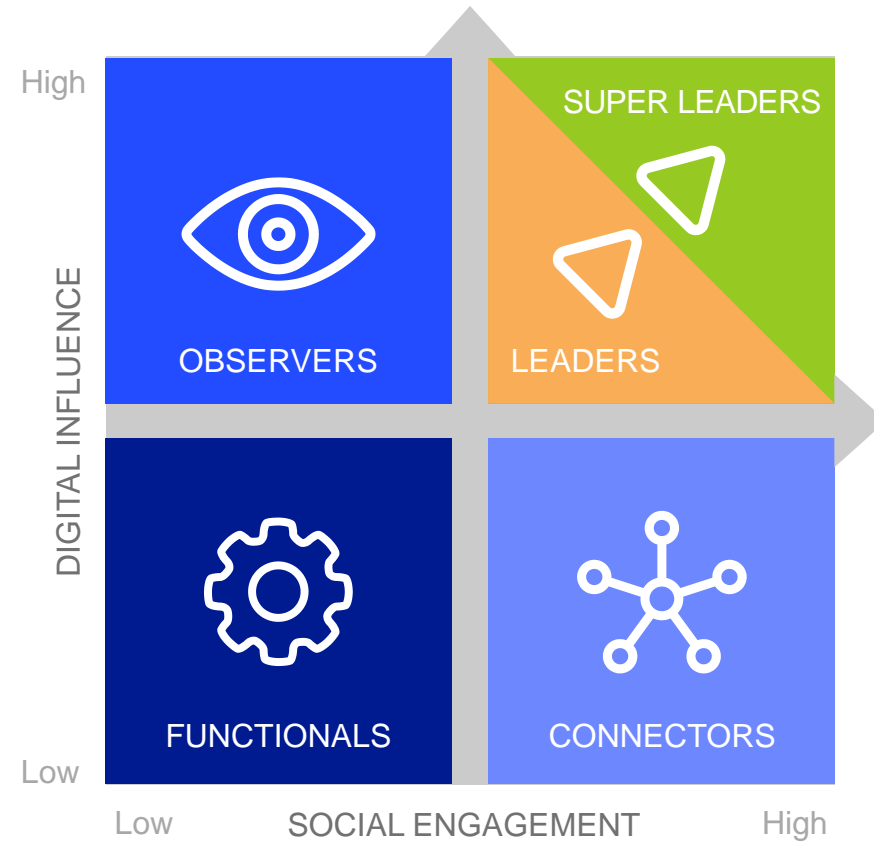 High
SUPER LEADERS
OBSERVERS
LEADERS
DIGITAL INFLUENCE
FUNCTIONALS
CONNECTORS
Low
Low
SOCIAL ENGAGEMENT
High